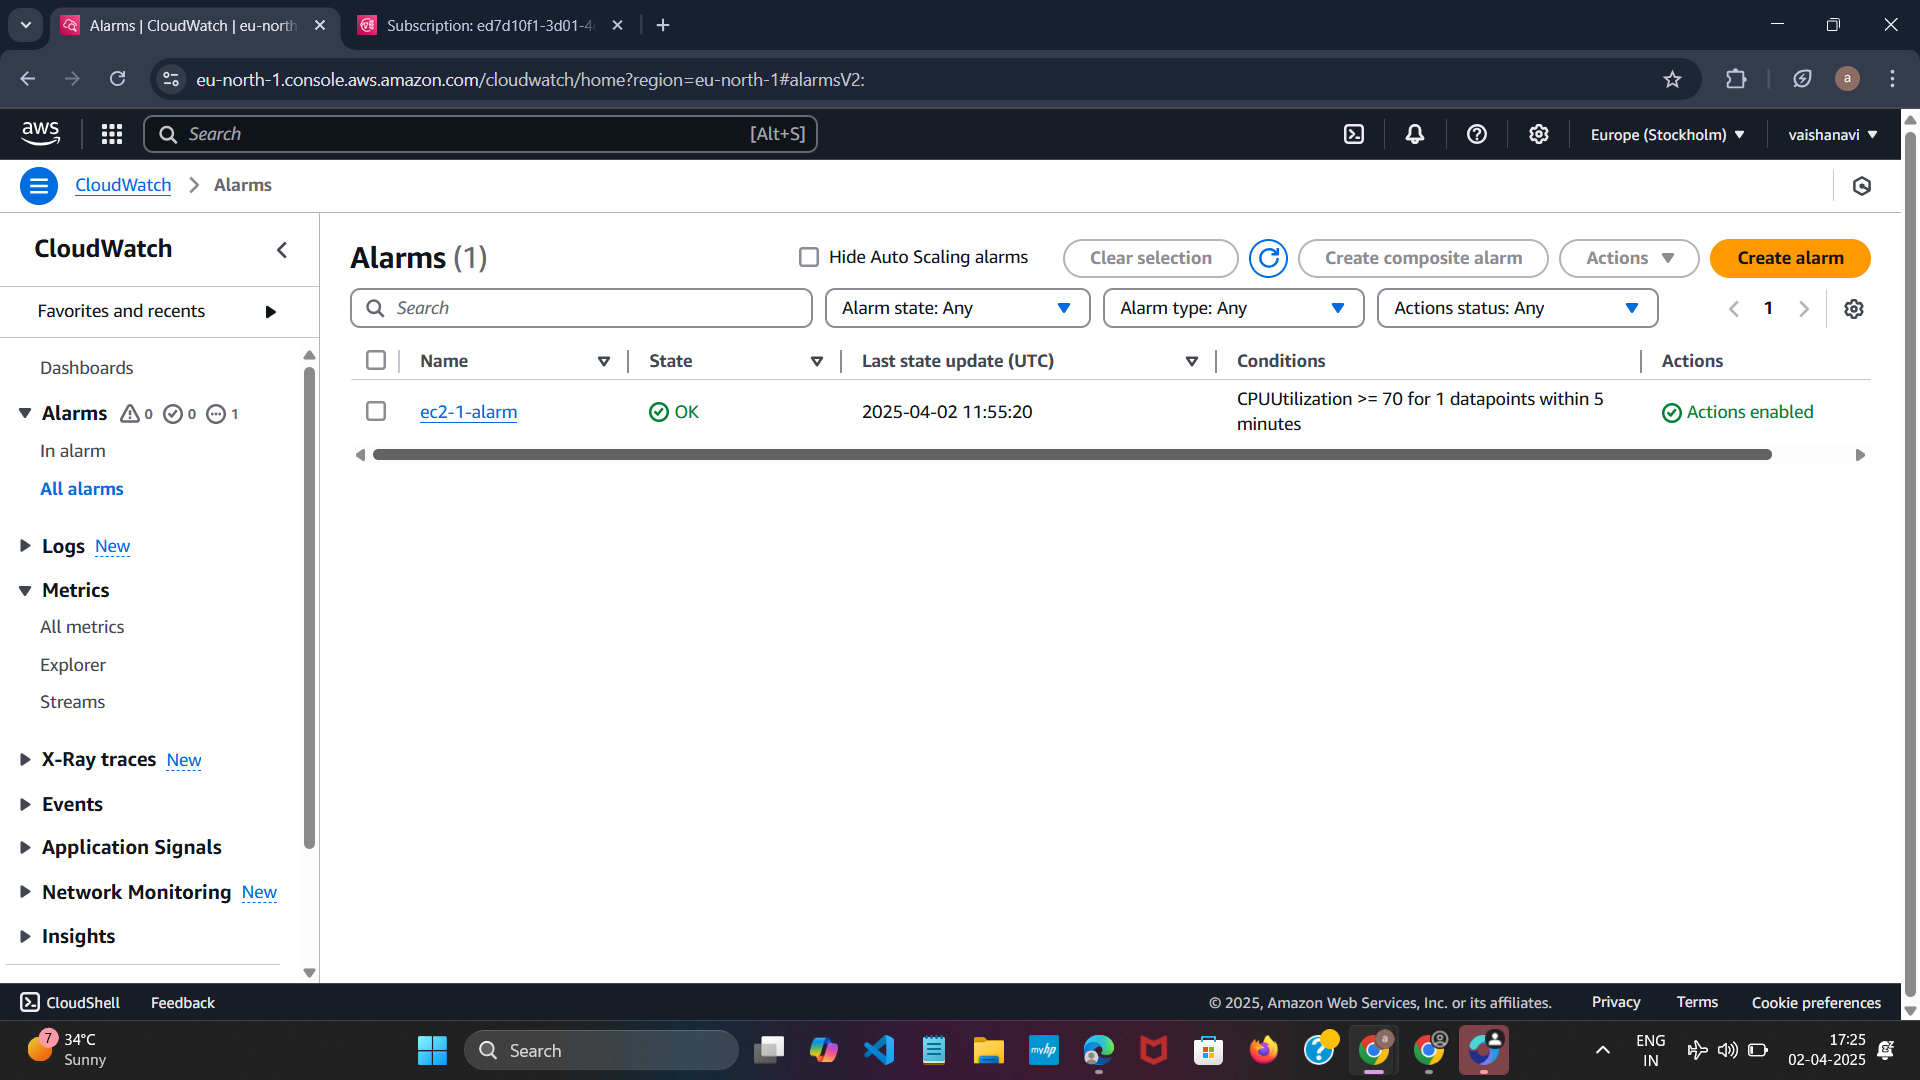 Alarms | CloudWatch | eu-north
Subscription: ed7d10f1-3d01-4
eu-north-1.console.aws.amazon.com/cloudwatch/home?region=eu-north-1#alarmsV2:
a
aws
Search
[Alt+S]
Europe (Stockholm)
vaishanavi
CloudWatch
Alarms
CloudWatch
Favorites and recents
Dashboards
Alarms 0 0 1
In alarm
All alarms
Logs New
Metrics
All metrics
Explorer
Streams
X-Ray traces New
Events
Application Signals
Network Monitoring New
Insights
Alarms (1)
Hide Auto Scaling alarms
Clear selection
Create composite alarm
Actions
Create alarm
Search
Alarm state: Any
Alarm type: Any
Actions status: Any
1
Name
State
Last state update (UTC)
Conditions
Actions
ec2-1-alarm
OK
2025-04-02 11:55:20
CPUUtilization >= 70 for 1 datapoints within 5
minutes
Actions enabled
CloudShell
Feedback
© 2025, Amazon Web Services, Inc. or its affiliates.
Privacy
Terms
Cookie preferences
7
34°C
Sunny
Search
myhp
a
ENG
IN
17:25
02-04-2025